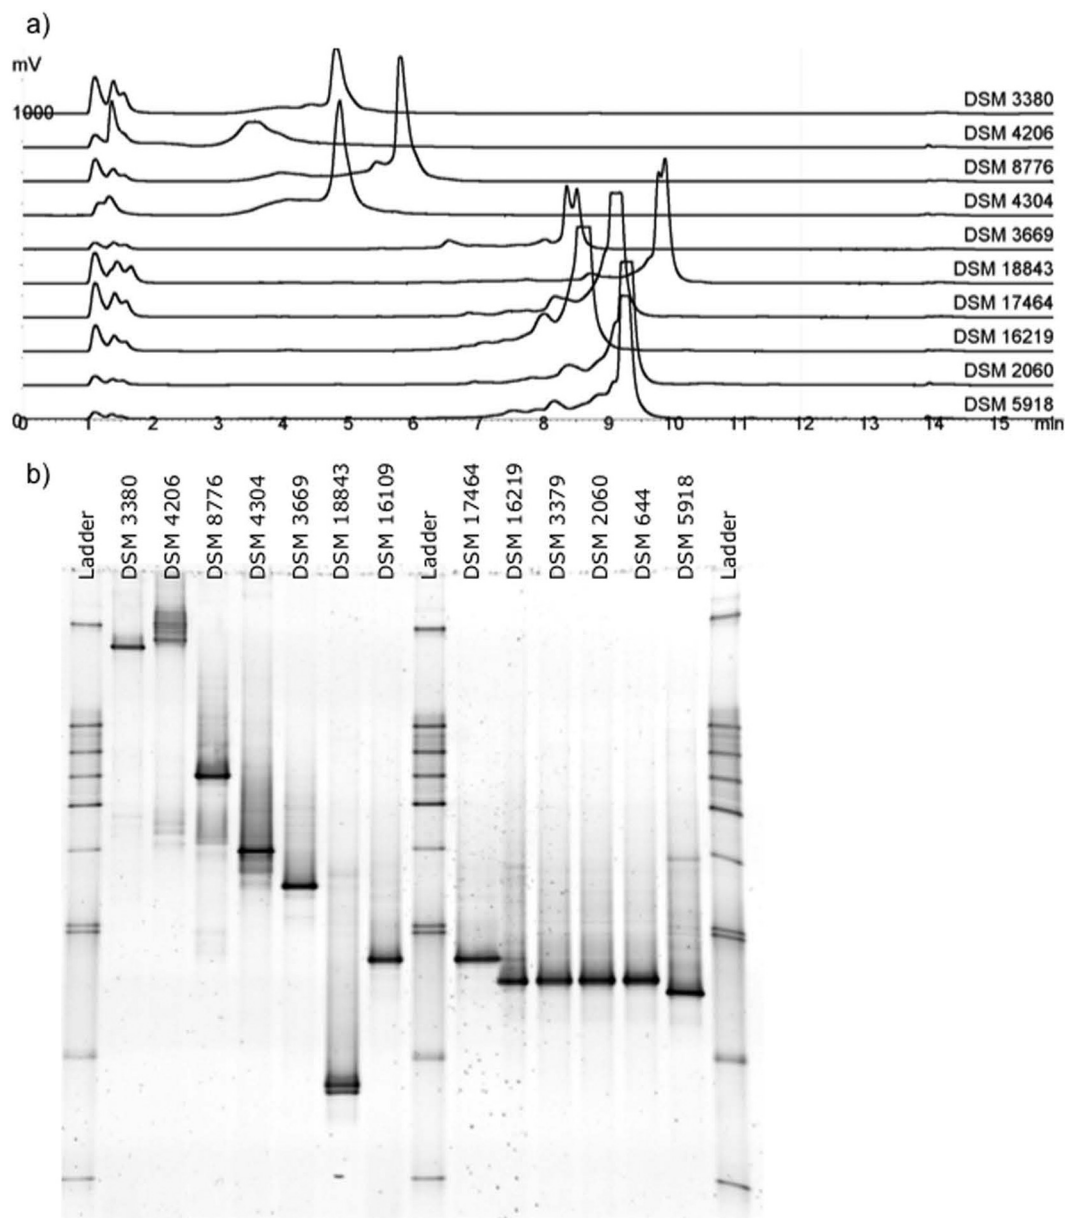 a)
mV
1000
DSM 3380
DSM 4206
DSM 8776
DSM 4304
DSM 3669
DSM 18843
DSM 17464
DSM 16219
DSM 2060
DSM 5918
0 0 1 2 3 4 5 6 7 8 9 10 11 12 13 14 15 min
b)
Ladder DSM 3380 DSM 4206 DSM 8776 DSM 4304 DSM 3669 DSM 18843 DSM 16109 Ladder DSM 17464 DSM 16219 DSM 3379 DSM 2060 DSM 644 DSM 5918 Ladder